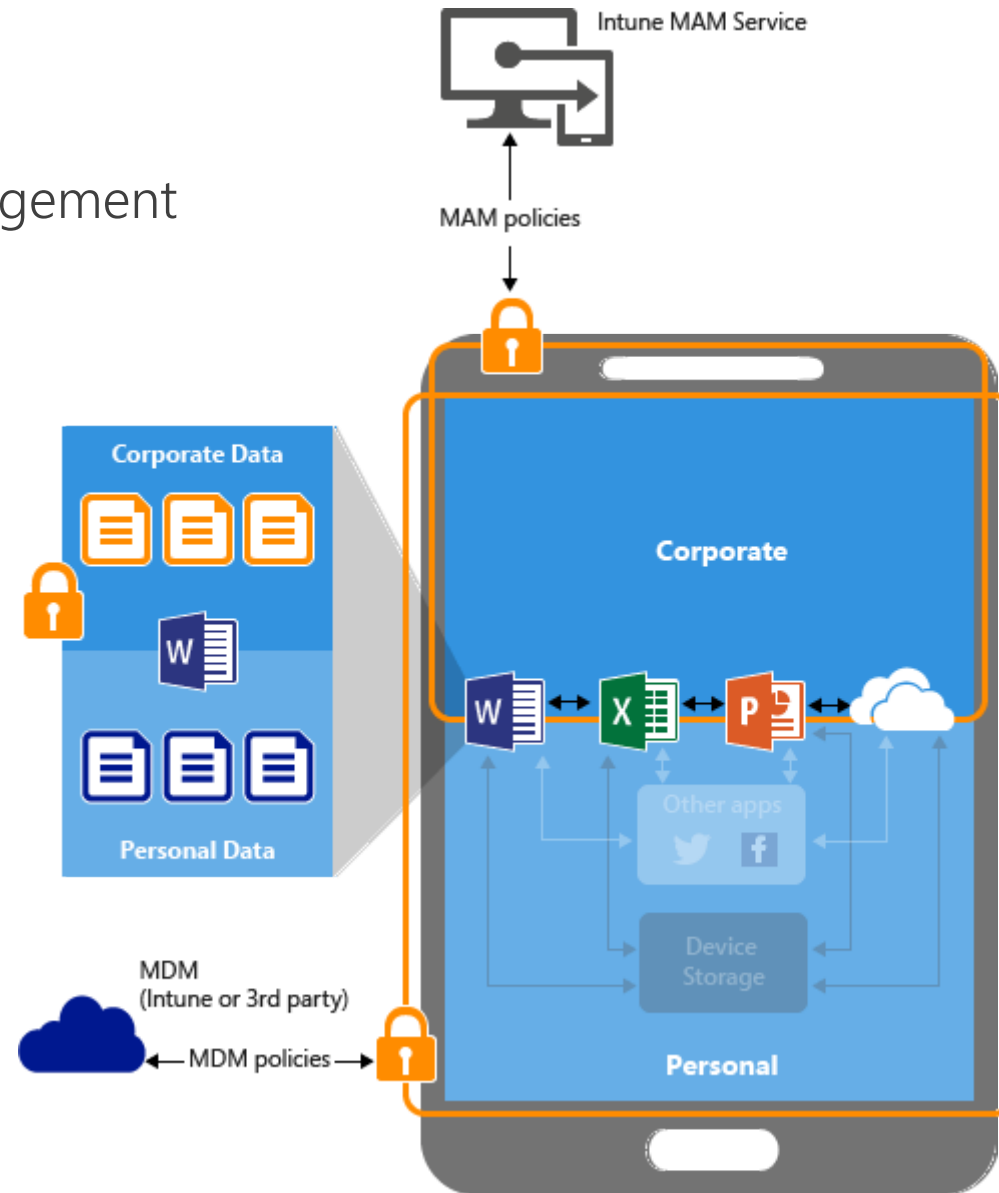 Intune MAM Service
gement
MAM policies
Corporate Data
Corporate
W
W
X
P
Other apps
f
Personal Data
Device
Storage
MDM
(Intune or 3rd party)
MDM policies
Personal